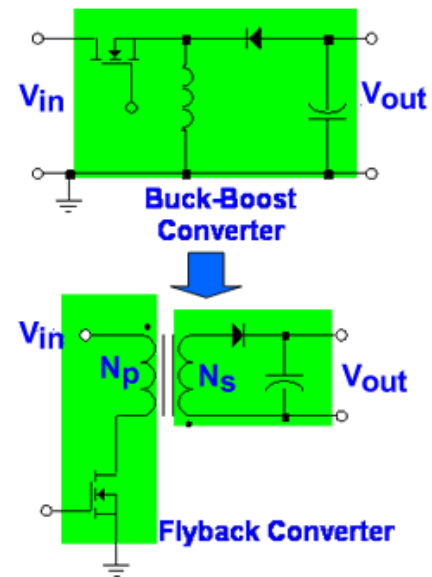 Vin
Vout
Buck-Boost
Converter
Vin
Np
Ns
Vout
Flyback Converter